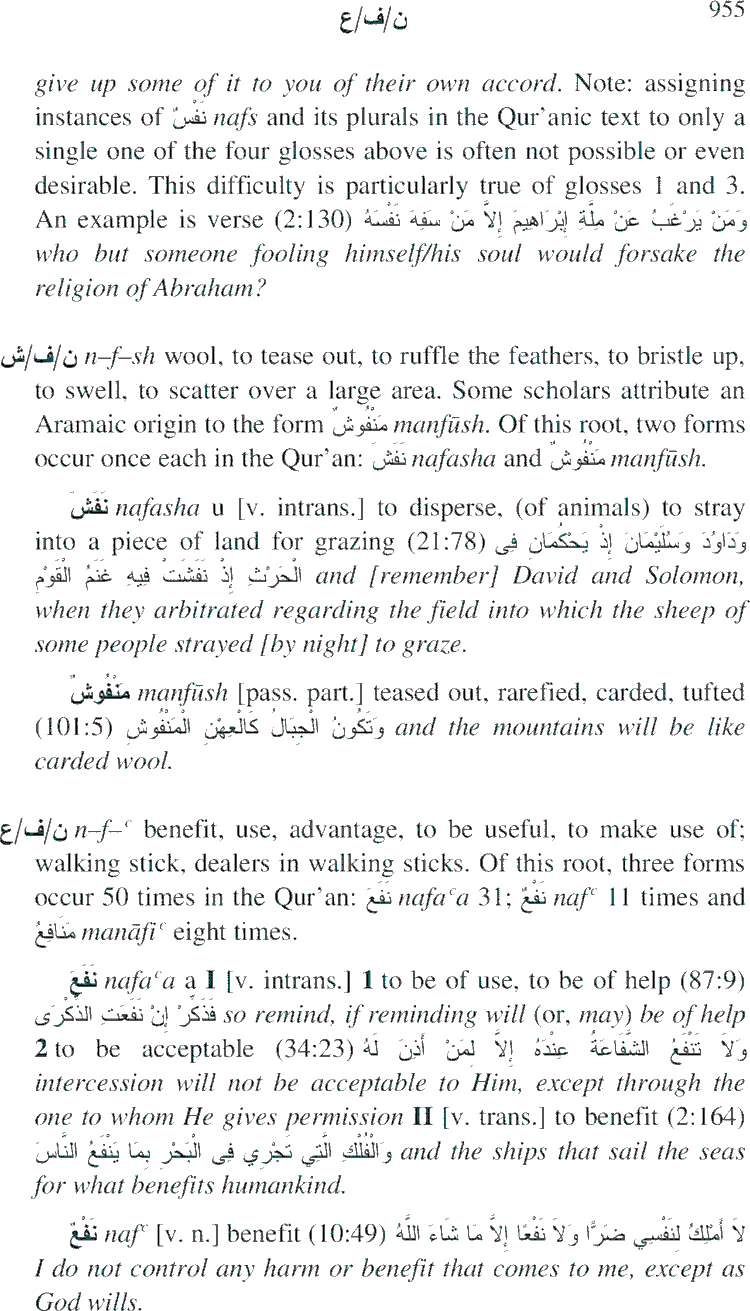 ن/ف/ع 955
give up some of it to you of their own accord. Note: assigning
instances of نَفْسٌ nafs and its plurals in the Qur’anic text to only a
single one of the four glosses above is often not possible or even
desirable. This difficulty is particularly true of glosses 1 and 3.
An example is verse (2:130) وَمَنْ يَرْغَبُ عَنْ مِلَّةِ إِبْرَاهِيمَ إِلاَّ مَنْ سَفِهَ نَفْسَهُ
who but someone fooling himself/his soul would forsake the
religion of Abraham?
ن/ف/ش n–f–sh wool, to tease out, to ruffle the feathers, to bristle up,
to swell, to scatter over a large area. Some scholars attribute an
Aramaic origin to the form مَنْفُوشٌ manfūsh. Of this root, two forms
occur once each in the Qur’an: نَفَشَ nafasha and مَنْفُوشٌ manfūsh.
نَفَشَ nafasha u [v. intrans.] to disperse, (of animals) to stray
into a piece of land for grazing (21:78) وَدَاوُدَ وَسُلَيْمَانَ إِذْ يَحْكُمَانِ فِى
الْحَرْثِ إِذْ نَفَشَتْ فِيهِ غَنَمُ الْقَوْمِ and [remember] David and Solomon,
when they arbitrated regarding the field into which the sheep of
some people strayed [by night] to graze.
مَنْفُوشٌ manfūsh [pass. part.] teased out, rarefied, carded, tufted
(101:5) وَتَكُونُ الْجِبَالُ كَالْعِهْنِ الْمَنْفُوشِ and the mountains will be like
carded wool.
ن/ف/ع n–f–ᶜ benefit, use, advantage, to be useful, to make use of;
walking stick, dealers in walking sticks. Of this root, three forms
occur 50 times in the Qur’an: نَفَعَ nafaᶜa 31; نَفْعٌ nafᶜ 11 times and
مَنَافِعُ manāfiᶜ eight times.
نَفَعَ nafaᶜa a I [v. intrans.] 1 to be of use, to be of help (87:9)
فَذَكِّرْ إِنْ نَفَعَتِ الذِّكْرَى so remind, if reminding will (or, may) be of help
2 to be acceptable (34:23) وَلاَ تَنْفَعُ الشَّفَاعَةُ عِنْدَهُ إِلاَّ لِمَنْ أَذِنَ لَهُ
intercession will not be acceptable to Him, except through the
one to whom He gives permission II [v. trans.] to benefit (2:164)
وَالْفُلْكِ الَّتِي تَجْرِي فِى الْبَحْرِ بِمَا يَنْفَعُ النَّاسَ and the ships that sail the seas
for what benefits humankind.
نَفْعٌ nafᶜ [v. n.] benefit (10:49) لاَ أَمْلِكُ لِنَفْسِي ضَرًّا وَلاَ نَفْعًا إِلاَّ مَا شَاءَ اللَّهُ
I do not control any harm or benefit that comes to me, except as
God wills.